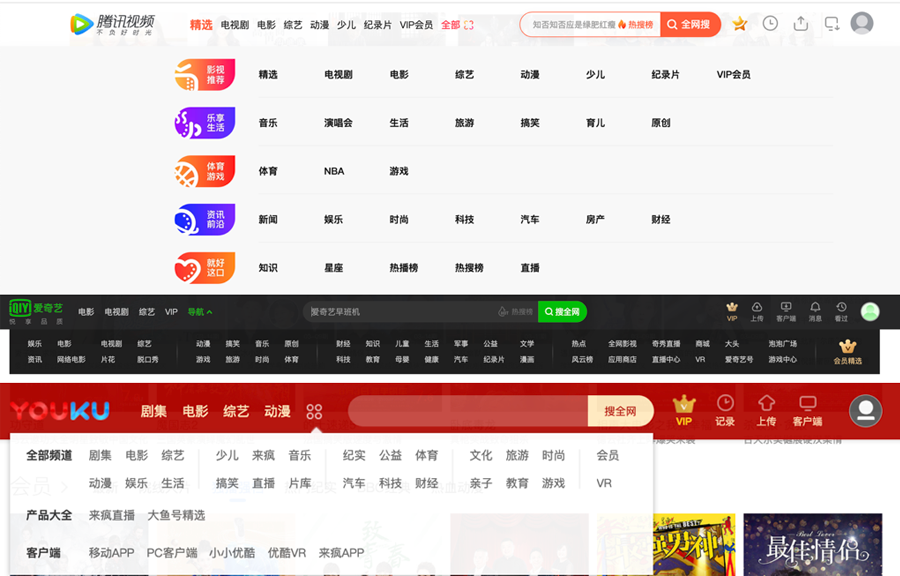 腾讯视频
不负好时光
精选 电视剧 电影 综艺 动漫 少儿 纪录片 VIP会员 全部
知否知否应是绿肥红瘦 热搜榜 全网搜
影视推荐 精选 电视剧 电影 综艺 动漫 少儿 纪录片 VIP会员
乐享生活 音乐 演唱会 生活 旅游 搞笑 育儿 原创
体育游戏 体育 NBA 游戏
资讯前沿 新闻 娱乐 时尚 科技 汽车 房产 财经
就好这口 知识 星座 热播榜 热搜榜 直播
iQIYI 爱奇艺
悦享品质
电影 电视剧 综艺 VIP 导航
爱奇艺早班机 热搜榜 搜全网
VIP 上传 客户端 消息 看过
娱乐 电影 电视剧 综艺 动漫 搞笑 音乐 原创 财经 知识 儿童 生活 军事 公益 文学 热点 全网影视 奇秀直播 商城 大头 泡泡广场
资讯 网络电影 片花 脱口秀 游戏 旅游 时尚 体育 科技 教育 母婴 健康 汽车 纪录片 漫画 风云榜 应用商店 直播中心 VR 爱奇艺号 游戏中心
会员精选
YOUKU 剧集 电影 综艺 动漫 搜全网 VIP 记录 上传 客户端
全部频道 剧集 电影 综艺 少儿 来疯 音乐 纪实 公益 体育 文化 旅游 时尚 会员
动漫 娱乐 生活 搞笑 直播 片库 汽车 科技 财经 亲子 教育 游戏 VR
产品大全 来疯直播 大鱼号精选
客户端 移动APP PC客户端 小小优酷 优酷VR 来疯APP
会员
Best Lover
最佳情侣